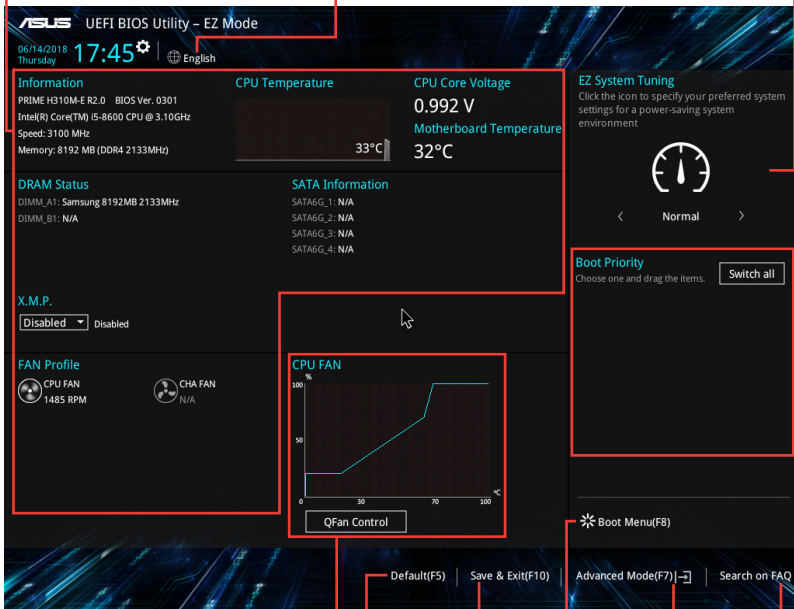 ASUS UEFI BIOS Utility – EZ Mode
06/14/2018
Thursday
17:45
English
Information
PRIME H310M-E R2.0 BIOS Ver. 0301
Intel(R) Core(TM) i5-8600 CPU @ 3.10GHz
Speed: 3100 MHz
Memory: 8192 MB (DDR4 2133MHz)
CPU Temperature
33°C
CPU Core Voltage
0.992 V
Motherboard Temperature
32°C
EZ System Tuning
Click the icon to specify your preferred system
settings for a power-saving system
environment
< Normal >
DRAM Status
DIMM_A1: Samsung 8192MB 2133MHz
DIMM_B1: N/A
SATA Information
SATA6G_1: N/A
SATA6G_2: N/A
SATA6G_3: N/A
SATA6G_4: N/A
Boot Priority
Choose one and drag the items.
Switch all
X.M.P.
Disabled
Disabled
FAN Profile
CPU FAN
1485 RPM
CHA FAN
N/A
CPU FAN
%
100
50
0 30 70 100
°C
QFan Control
Boot Menu(F8)
Default(F5)
Save & Exit(F10)
Advanced Mode(F7)
Search on FAQ